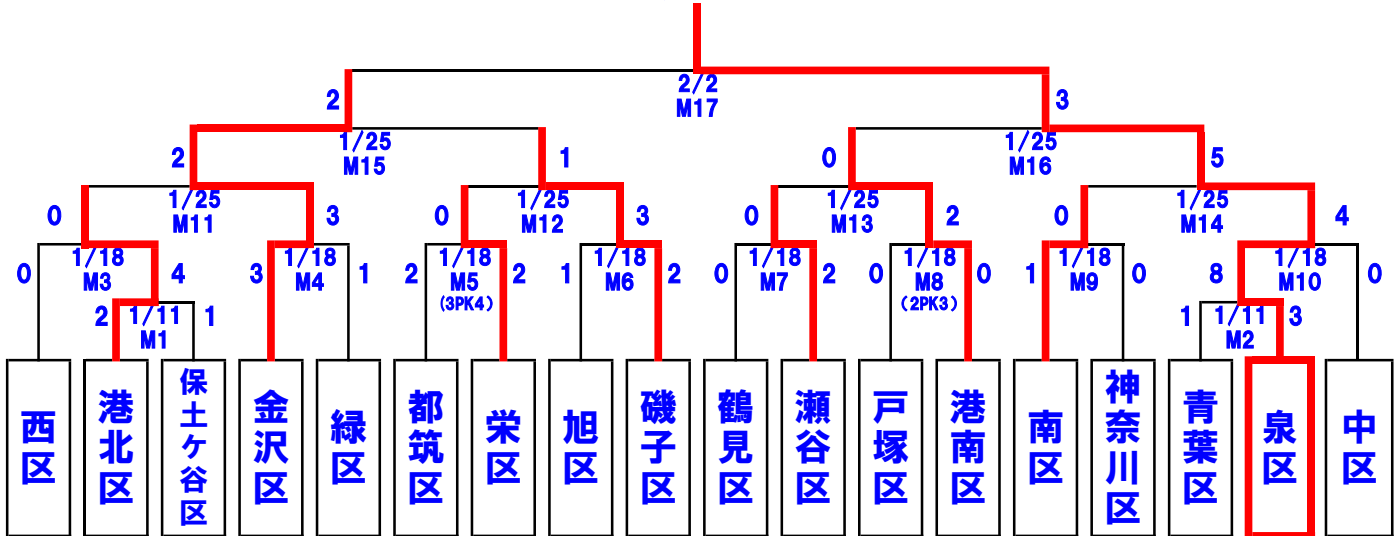 2/2
M17
2
3
1/25
M15
1/25
M16
2
1
0
5
1/25
M11
1/25
M12
1/25
M13
1/25
M14
0
3
0
3
0
2
0
4
1/18
M3
1/18
M4
1/18
M5
(3PK4)
1/18
M6
1/18
M7
1/18
M8
(2PK3)
1/18
M9
1/18
M10
0
4
3
1
2
2
1
2
0
2
0
0
1
0
8
0
1/11
M1
2
1
1/11
M2
1
3
西区
港北区
保土ケ谷区
金沢区
緑区
都筑区
栄区
旭区
磯子区
鶴見区
瀬谷区
戸塚区
港南区
南区
神奈川区
青葉区
泉区
中区